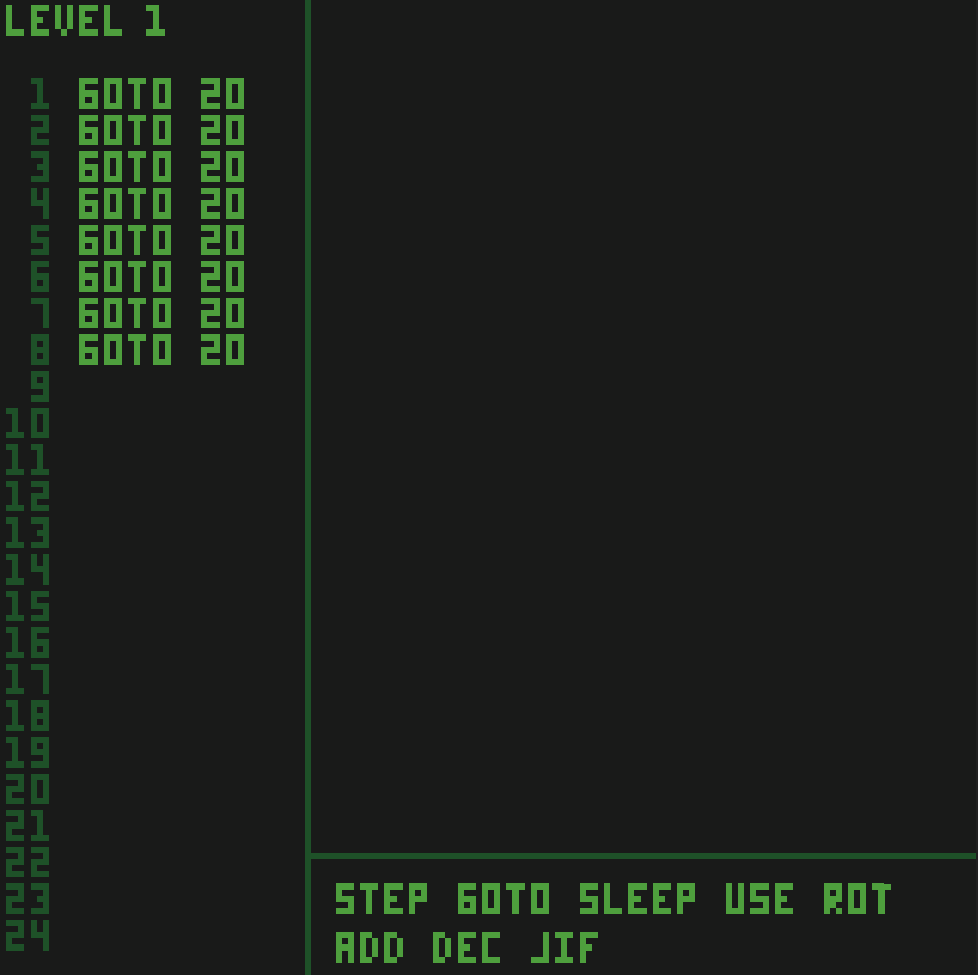 LEVEL 1
1 GOTO 20
2 GOTO 20
3 GOTO 20
4 GOTO 20
5 GOTO 20
6 GOTO 20
7 GOTO 20
8 GOTO 20
9
10
11
12
13
14
15
16
17
18
19
20
21
22
23
24
STEP GOTO SLEEP USE ROT
ADD DEC JIF